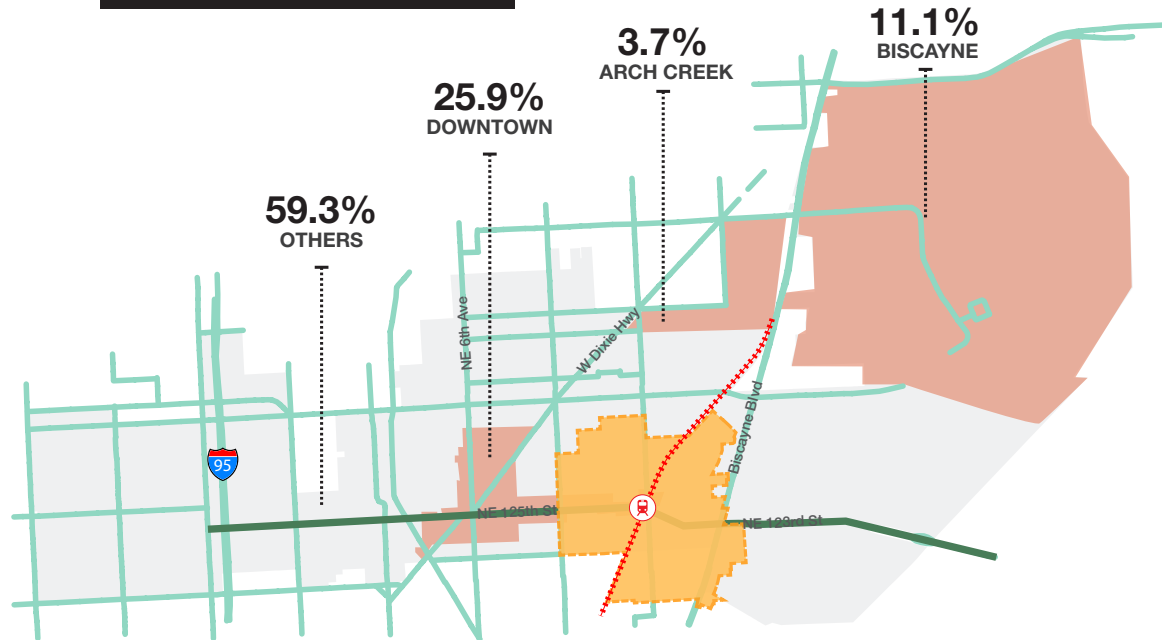 11.1%
BISCAYNE
3.7%
ARCH CREEK
25.9%
DOWNTOWN
59.3%
OTHERS
NE 6th Ave
W Dixie Hwy
Biscayne Blvd
95
NE 125th St
NE 123rd St